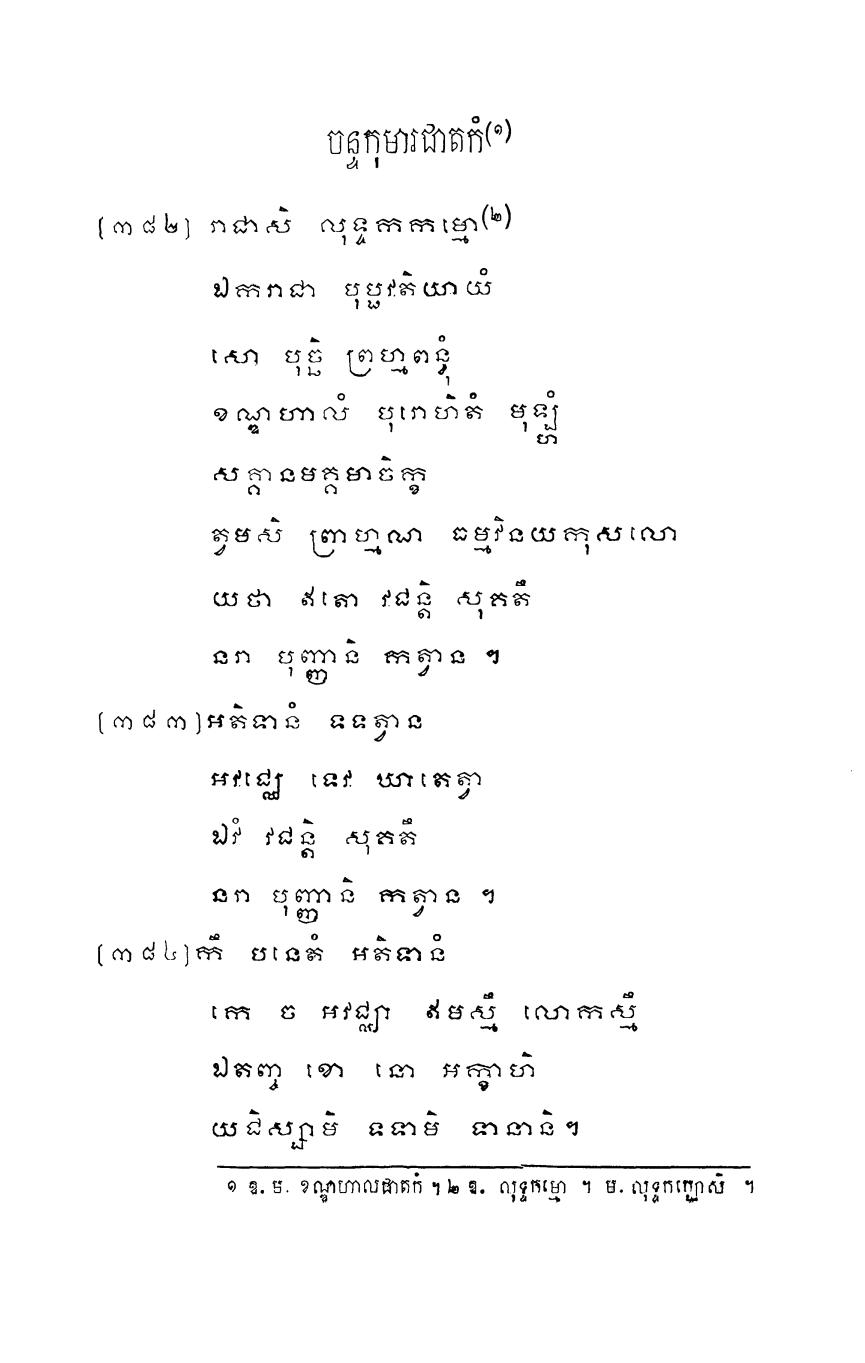 ចន្ទកុមារជាតកំ(១)
[៣៨២] រាជាសិ លុទ្ទកកម្មោ(២)
ឯករាជា បុប្ផវតិយាយំ
សោ បុច្ឆិ ព្រហ្មពន្ធុំ
ខណ្ឌហាលំ បុរោហិតំ មុឡ្ហំ
សគ្គានមគ្គមាចិក្ខ
ត្វមសិ ព្រាហ្មណ ធម្មវិនយកុសលោ
យថា ឥតោ វជន្តិ សុគតឹ
នរា បុញ្ញានិ កត្វាន ។
[៣៨៣] អតិទានំ ទទត្វាន
អវជ្ឈេ ទេវ ឃាតេត្វា
ឯវំ វជន្តិ សុគតឹ
នរា បុញ្ញានិ កត្វាន ។
[៣៨៤] កឹ បនេតំ អតិទានំ
កេ ច អវជ្ឈា ឥមស្មឹ លោកស្មឹ
ឯតញ្ច ខោ នោ អក្ខាហិ
យជិស្សាមិ ទទាមិ ទានានិ។
១ ឱ. ម. ខណ្ឌហាលជាតកំ ។ ២ ឱ. លុទ្ទកម្មោ ។ ម. លុទ្ទកម្មោសិ ។